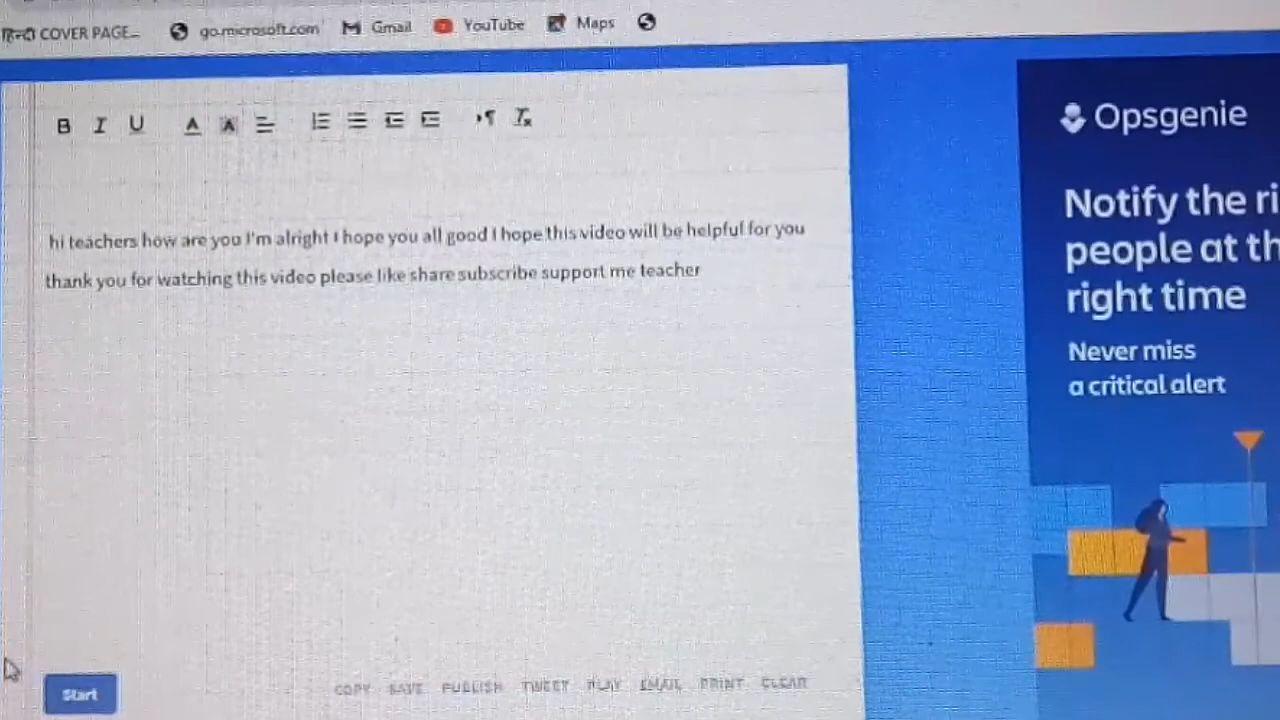 हिन्दी COVER PAGE... go.microsoft.com Gmail YouTube Maps
B I U A A
Opsgenie
Notify the ri
people at th
right time
Never miss
a critical alert
hi teachers how are you I'm alright I hope you all good I hope this video will be helpful for you
thank you for watching this video please like share subscribe support me teacher
Start
COPY SAVE PUBLISH TWEET PLAY EMAIL PRINT CLEAR